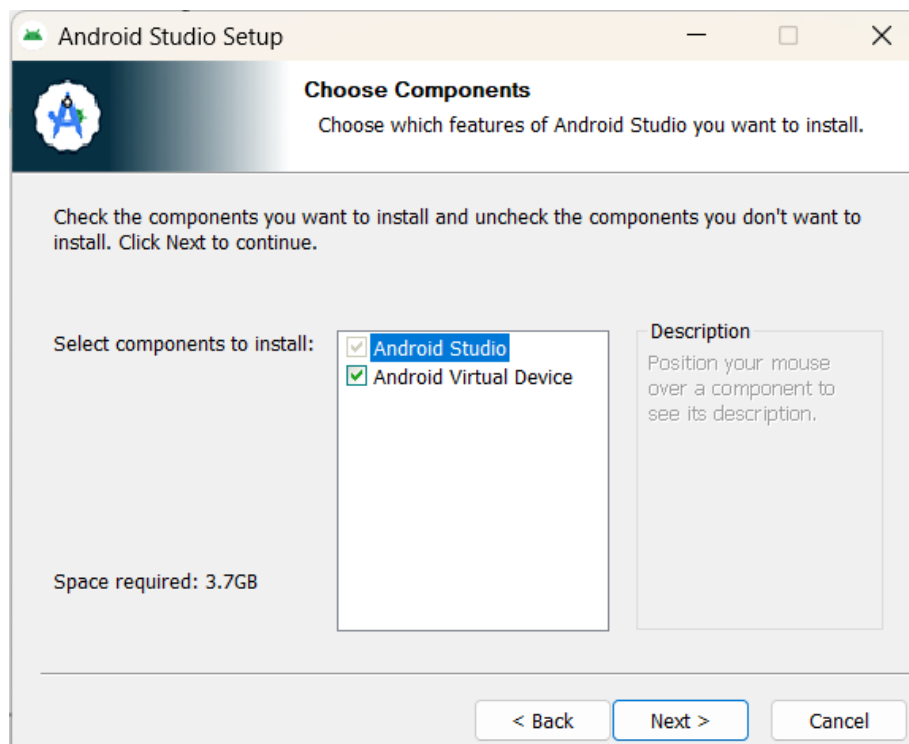 Android Studio Setup
Choose Components
Choose which features of Android Studio you want to install.
Check the components you want to install and uncheck the components you don't want to
install. Click Next to continue.
Select components to install:
Android Studio
Android Virtual Device
Description
Position your mouse
over a component to
see its description.
Space required: 3.7GB
< Back
Next >
Cancel